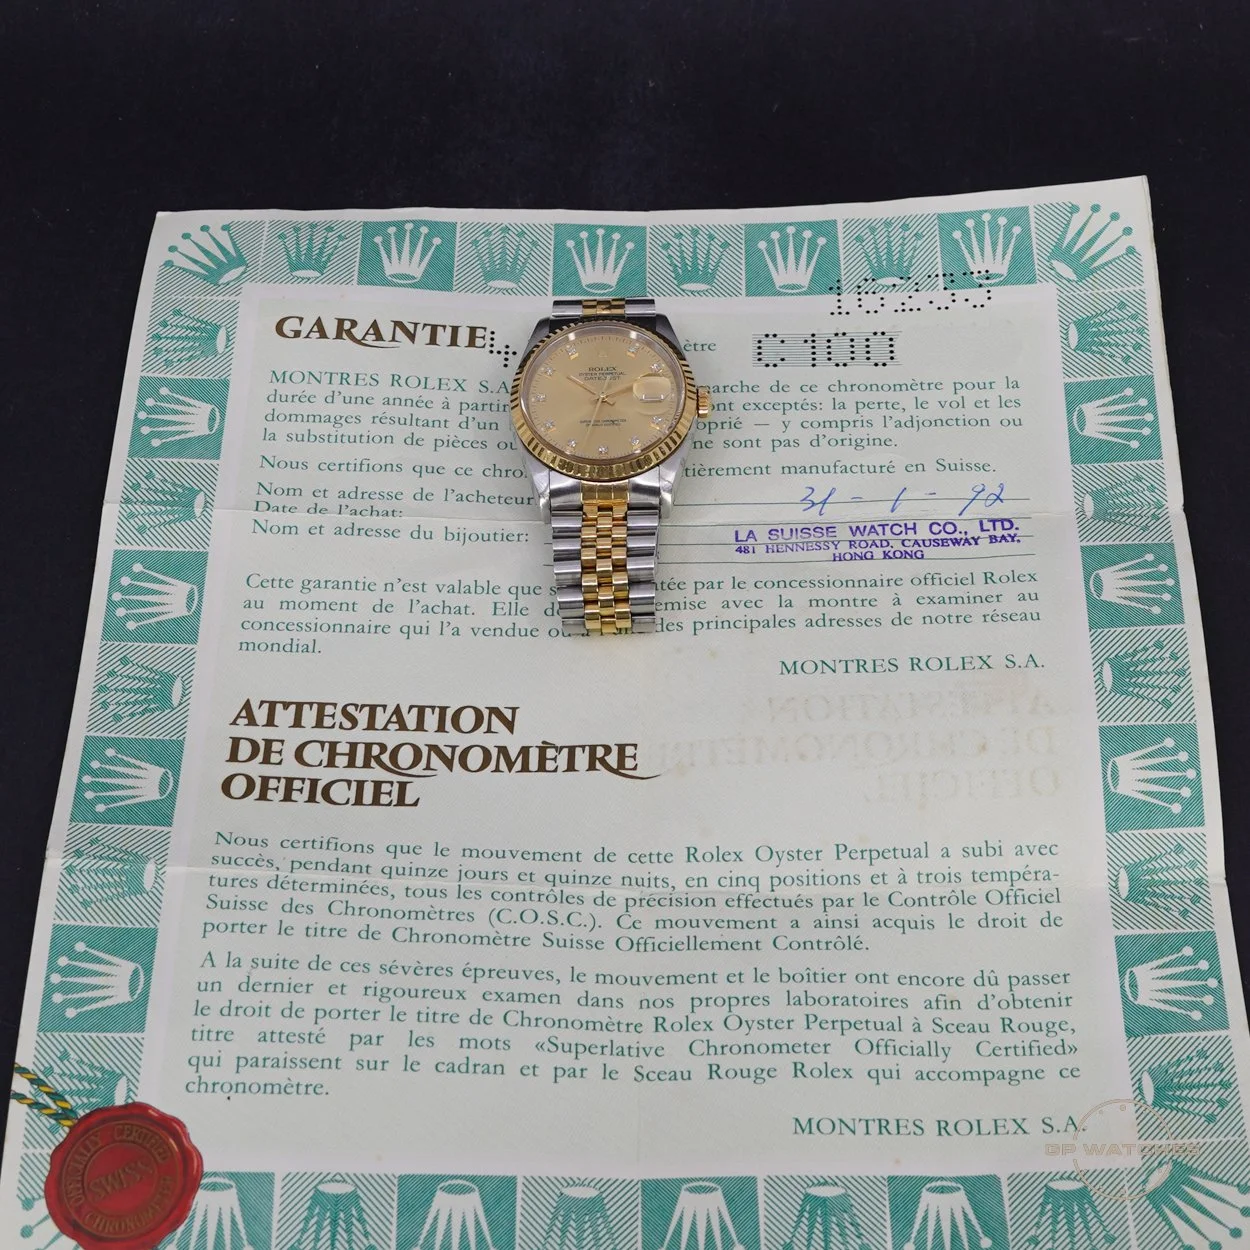 16233
GARANTIE
mètre
C100
MONTRES ROLEX S.A. marche de ce chronomètre pour la
durée d'une année à partir ont exceptés: la perte, le vol et les
dommages résultant d'un oprié — y compris l'adjonction ou
la substitution de pièces ou ne sont pas d'origine.
Nous certifions que ce chro tièrement manufacturé en Suisse.
Nom et adresse de l'acheteur
31 - 1 - 92
Date de l'achat:
Nom et adresse du bijoutier:
LA SUISSE WATCH CO., LTD.
481 HENNESSY ROAD, CAUSEWAY BAY,
HONG KONG
Cette garantie n'est valable que s tée par le concessionnaire officiel Rolex
au moment de l'achat. Elle d emise avec la montre à examiner au
concessionnaire qui l'a vendue ou à des principales adresses de notre réseau
mondial.
MONTRES ROLEX S.A.
ROLEX
OYSTER PERPETUAL
DATEJUST
ATTESTATION
DE CHRONOMÈTRE
OFFICIEL
Nous certifions que le mouvement de cette Rolex Oyster Perpetual a subi avec
succès, pendant quinze jours et quinze nuits, en cinq positions et à trois tempéra-
tures déterminées, tous les contrôles de précision effectués par le Contrôle Officiel
Suisse des Chronomètres (C.O.S.C.). Ce mouvement a ainsi acquis le droit de
porter le titre de Chronomètre Suisse Officiellement Contrôlé.
A la suite de ces sévères épreuves, le mouvement et le boîtier ont encore dû passer
un dernier et rigoureux examen dans nos propres laboratoires afin d'obtenir
le droit de porter le titre de Chronomètre Rolex Oyster Perpetual à Sceau Rouge,
titre attesté par les mots «Superlative Chronometer Officially Certified»
qui paraissent sur le cadran et par le Sceau Rouge Rolex qui accompagne ce
chronomètre.
MONTRES ROLEX S.A.
GP WATCHES
OFFICIALLY CERTIFIED
SWISS
CHRONOMETER